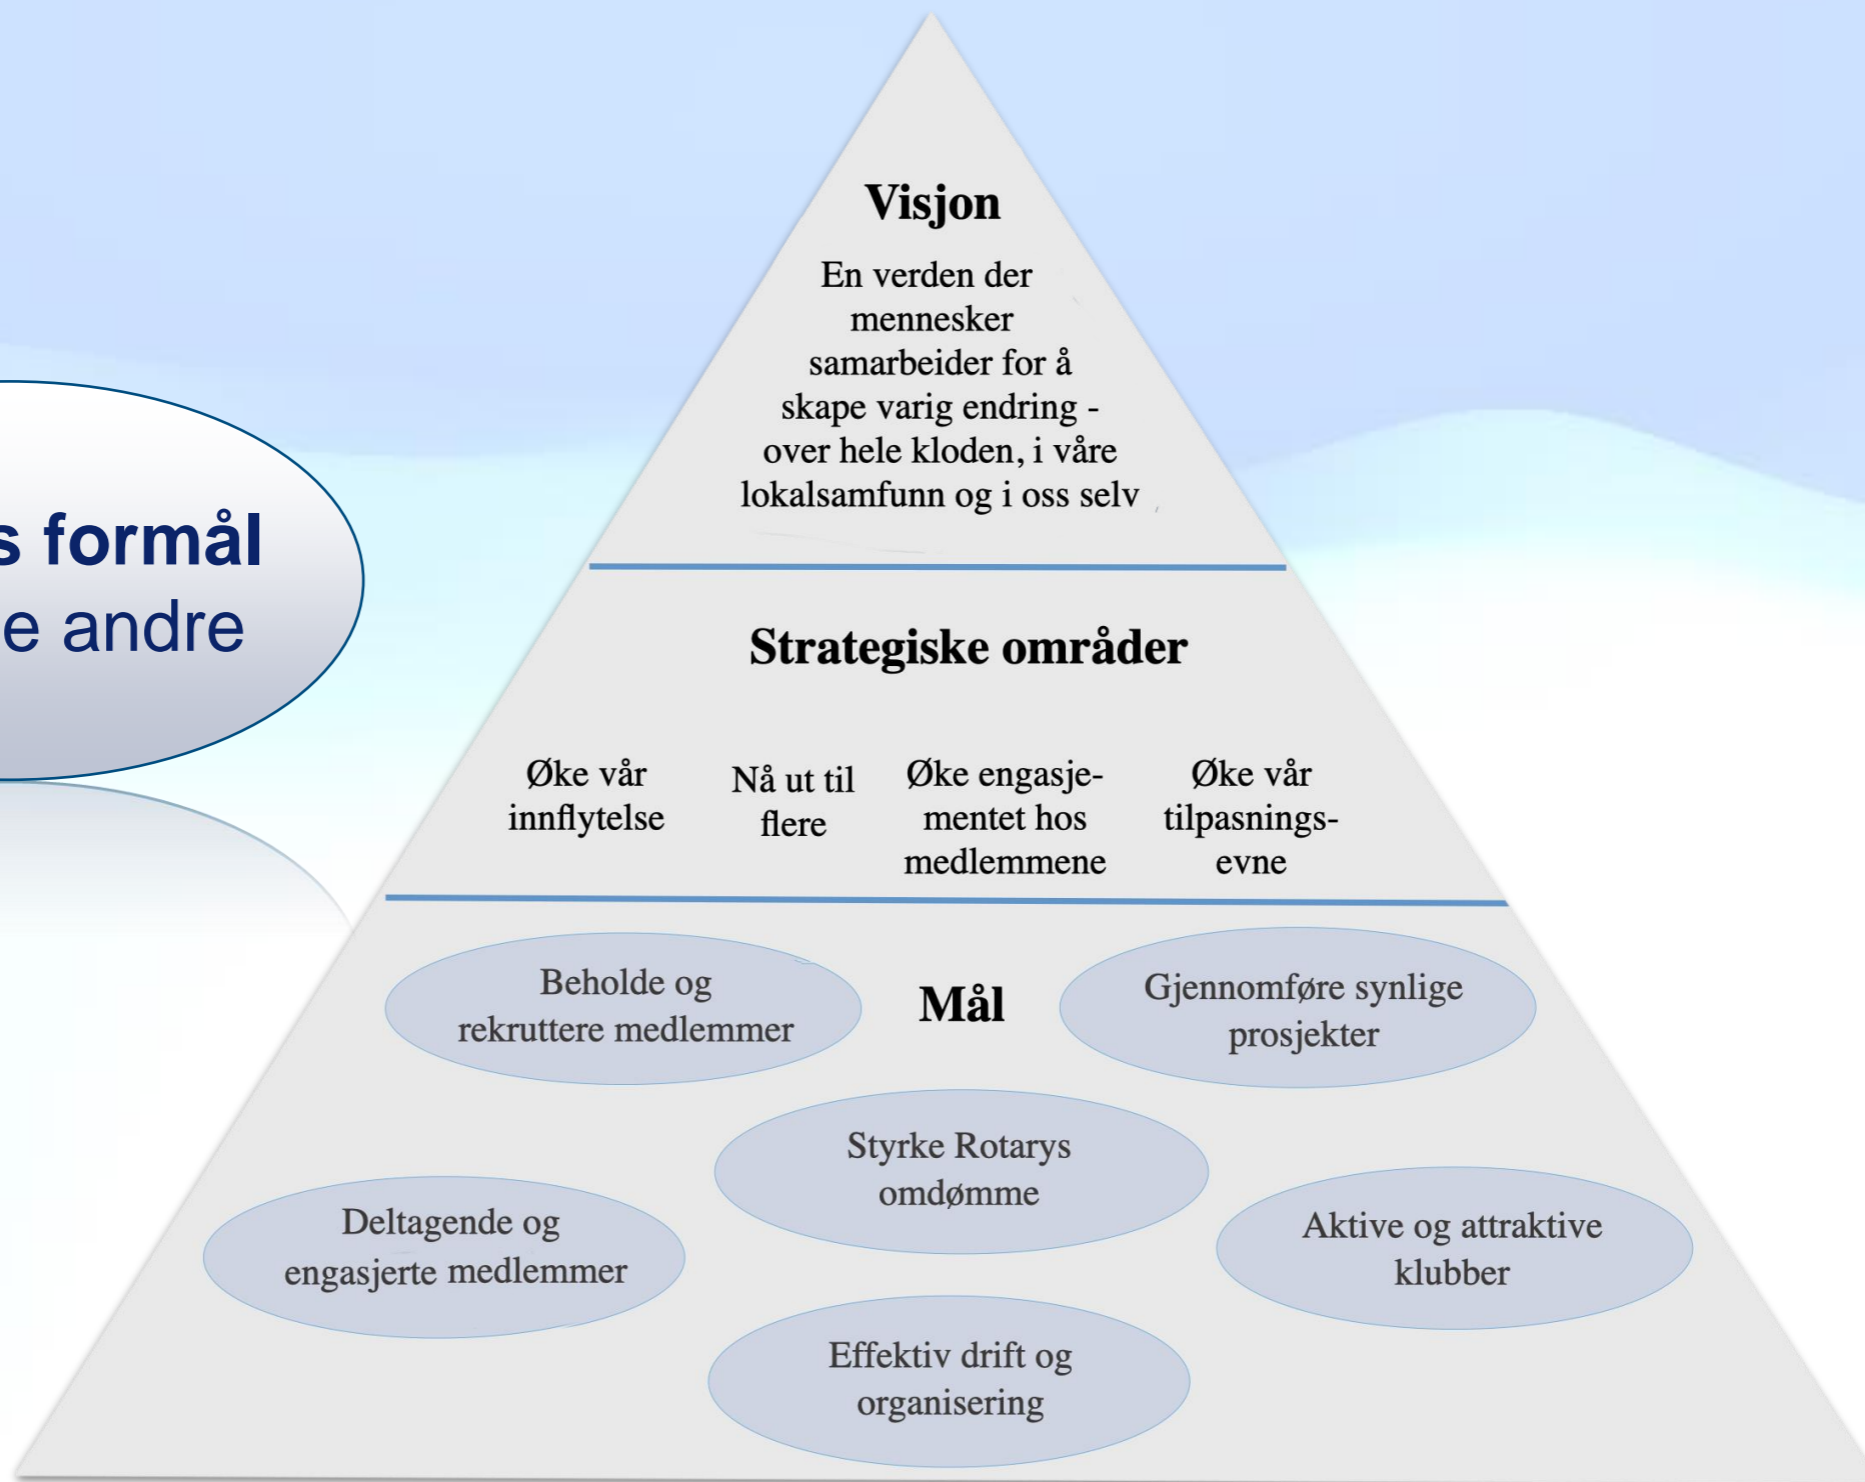 Visjon
En verden der
mennesker
samarbeider for å
skape varig endring -
over hele kloden, i våre
lokalsamfunn og i oss selv
s formål
e andre
Strategiske områder
Øke vår
innflytelse
Nå ut til
flere
Øke engasje-
mentet hos
medlemmene
Øke vår
tilpasnings-
evne
Mål
Beholde og
rekruttere medlemmer
Gjennomføre synlige
prosjekter
Styrke Rotarys
omdømme
Deltagende og
engasjerte medlemmer
Aktive og attraktive
klubber
Effektiv drift og
organisering